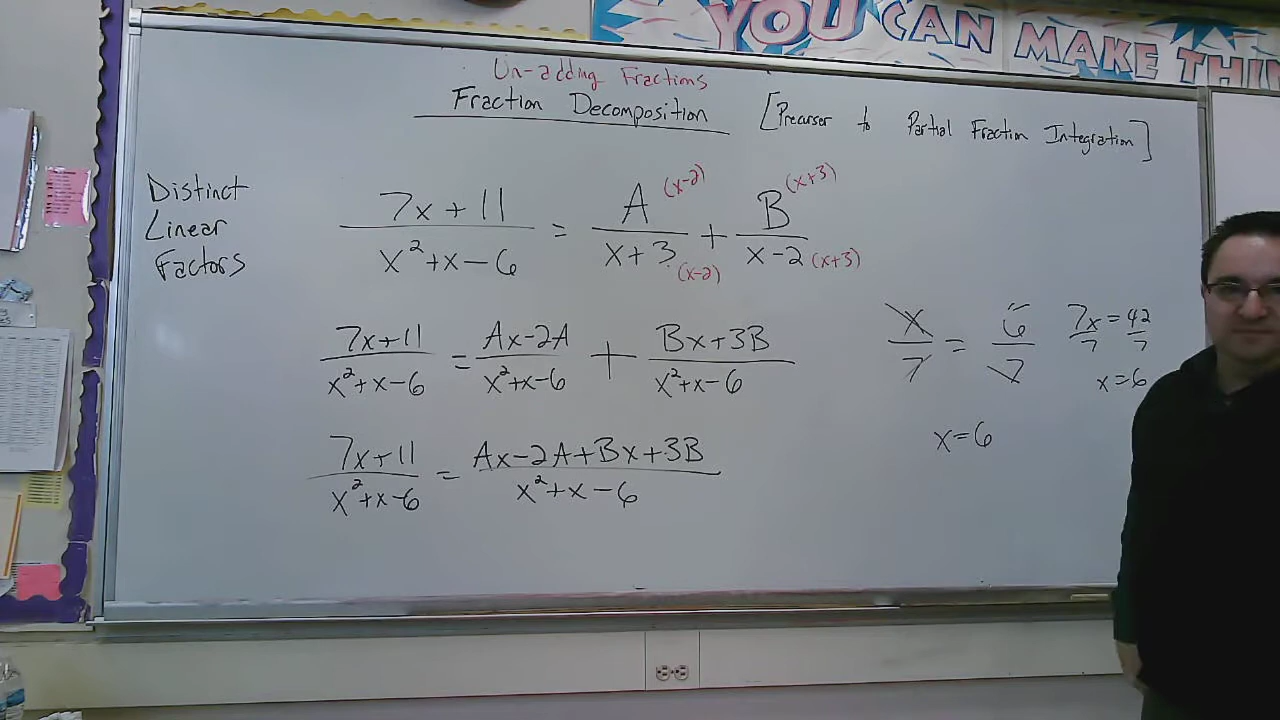 YOU CAN MAKE THIN
Un-adding Fractions
Fraction Decomposition [Precursor to Partial Fraction Integration]
Distinct
Linear
Factors
(7x+11)/(x²+x-6) = A(x-2)/(x+3)(x-2) + B(x+3)/(x-2)(x+3)
(7x+11)/(x²+x-6) = (Ax-2A)/(x²+x-6) + (Bx+3B)/(x²+x-6)
x/7 = 6/7
7x/7 = 42/7
x=6
x=6
(7x+11)/(x²+x-6) = (Ax-2A+Bx+3B)/(x²+x-6)